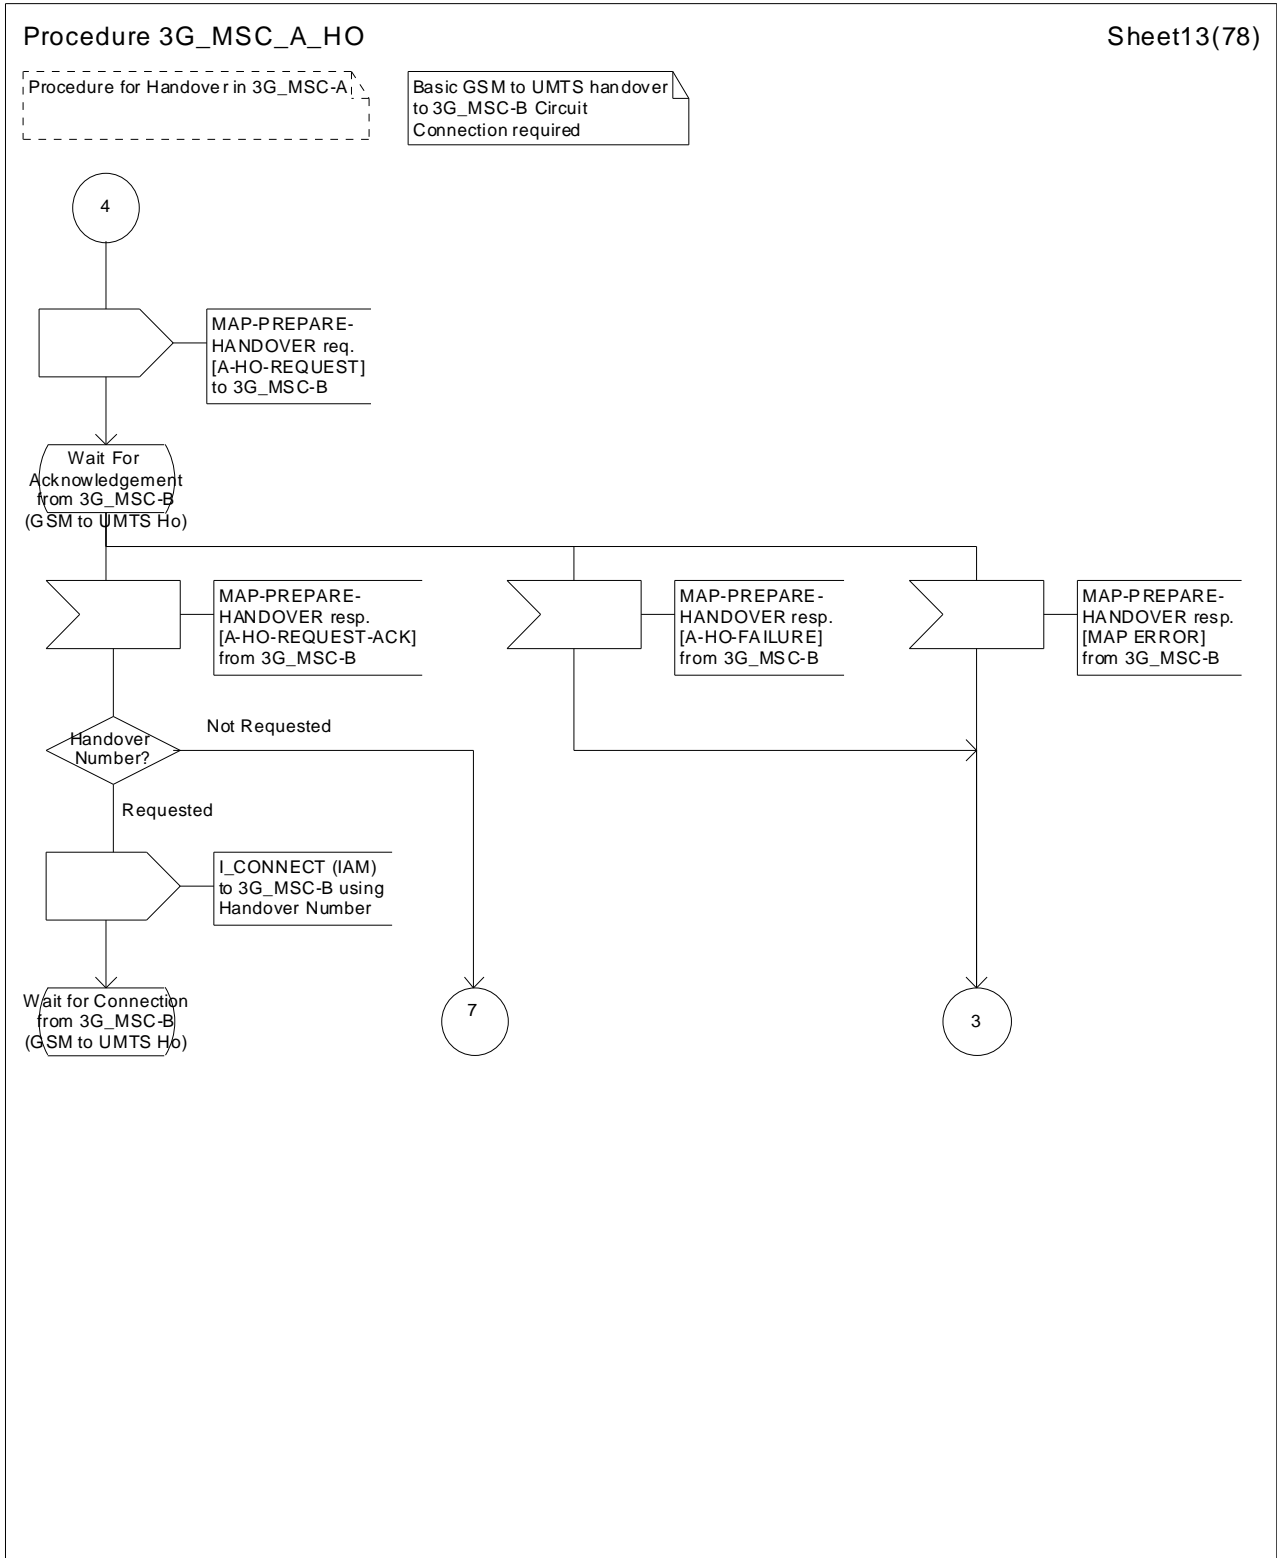 Procedure 3G_MSC_A_HO
Sheet13(78)
Procedure for Handover in 3G_MSC-A
Basic GSM to UMTS handover
to 3G_MSC-B Circuit
Connection required
4
MAP-PREPARE-
HANDOVER req.
[A-HO-REQUEST]
to 3G_MSC-B
Wait For
Acknowledgement
from 3G_MSC-B
(GSM to UMTS Ho)
MAP-PREPARE-
HANDOVER resp.
[A-HO-REQUEST-ACK]
from 3G_MSC-B
MAP-PREPARE-
HANDOVER resp.
[A-HO-FAILURE]
from 3G_MSC-B
MAP-PREPARE-
HANDOVER resp.
[MAP ERROR]
from 3G_MSC-B
Handover
Number?
Not Requested
Requested
I_CONNECT (IAM)
to 3G_MSC-B using
Handover Number
Wait for Connection
from 3G_MSC-B
(GSM to UMTS Ho)
7
3